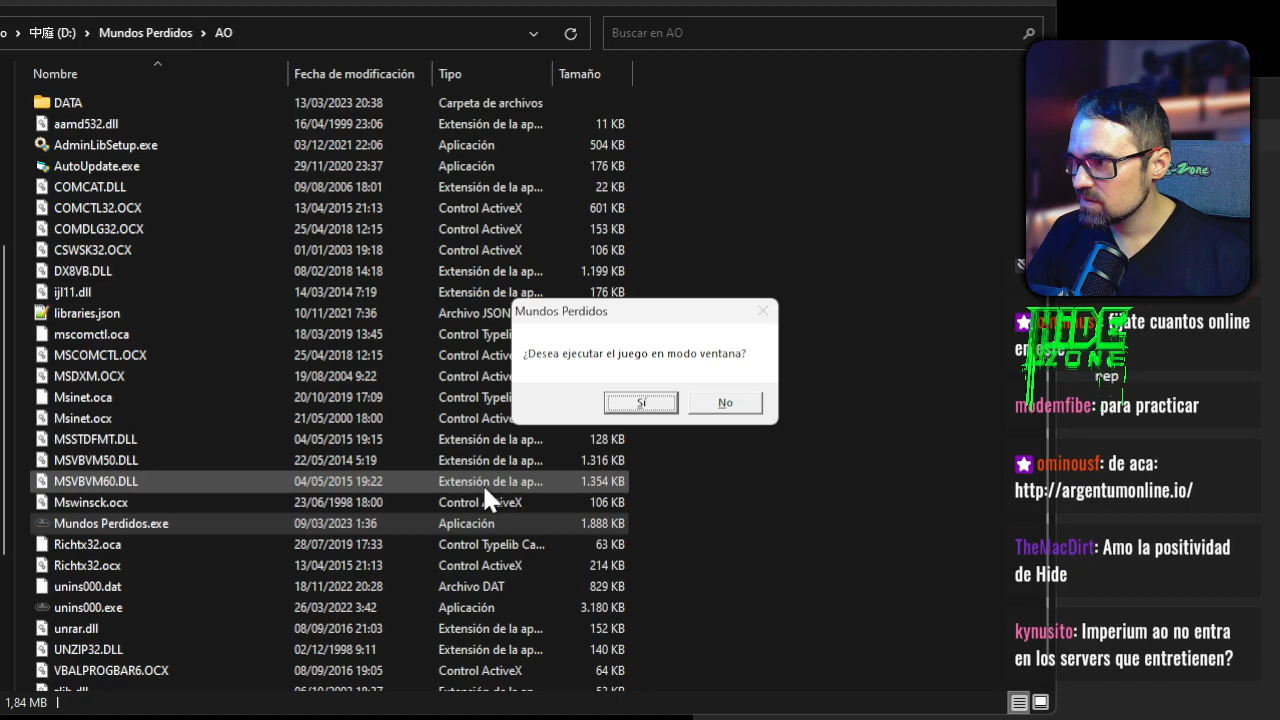 o › 中庭 (D:) › Mundos Perdidos › AO
Buscar en AO
Nombre Fecha de modificación Tipo Tamaño
DATA 13/03/2023 20:38 Carpeta de archivos
aamd532.dll 16/04/1999 23:06 Extensión de la ap... 11 KB
AdminLibSetup.exe 03/12/2021 22:06 Aplicación 504 KB
AutoUpdate.exe 29/11/2020 23:37 Aplicación 176 KB
COMCAT.DLL 09/08/2006 18:01 Extensión de la ap... 22 KB
COMCTL32.OCX 13/04/2015 21:13 Control ActiveX 601 KB
COMDLG32.OCX 25/04/2018 12:15 Control ActiveX 153 KB
CSWSK32.OCX 01/01/2003 19:18 Control ActiveX 106 KB
DX8VB.DLL 08/02/2018 14:18 Extensión de la ap... 1.199 KB
ijl11.dll 14/03/2014 7:19 Extensión de la ap... 176 KB
libraries.json 10/11/2021 7:36 Archivo JSON
mscomctl.oca 18/03/2019 13:45 Control Typeli
MSCOMCTL.OCX 25/04/2018 12:15 Control Active
MSDXM.OCX 19/08/2004 9:22 Control Active
Msinet.oca 20/10/2019 17:09 Control Typeli
Msinet.ocx 21/05/2000 18:00 Control Active
MSSTDFMT.DLL 04/05/2015 19:15 Extensión de la ap... 128 KB
MSVBVM50.DLL 22/05/2014 5:19 Extensión de la ap... 1.316 KB
MSVBVM60.DLL 04/05/2015 19:22 Extensión de la ap... 1.354 KB
Mswinsck.ocx 23/06/1998 18:00 Control ActiveX 106 KB
Mundos Perdidos.exe 09/03/2023 1:36 Aplicación 1.888 KB
Richtx32.oca 28/07/2019 17:33 Control Typelib Ca... 63 KB
Richtx32.ocx 13/04/2015 21:13 Control ActiveX 214 KB
unins000.dat 18/11/2022 20:28 Archivo DAT 829 KB
unins000.exe 26/03/2022 3:42 Aplicación 3.180 KB
unrar.dll 08/09/2016 21:03 Extensión de la ap... 152 KB
UNZIP32.DLL 02/12/1998 9:11 Extensión de la ap... 140 KB
VBALPROGBAR6.OCX 08/09/2016 19:05 Control ActiveX 64 KB
1,84 MB
Mundos Perdidos
¿Desea ejecutar el juego en modo ventana?
Sí No
ominousf: fijate cuantos online
en este
HIDE
ZONE
rep
modemfibe: para practicar
ominousf: de aca:
http://argentumonline.io/
TheMacDirt: Amo la positividad
de Hide
kynusito: Imperium ao no entra
en los servers que entretienen?